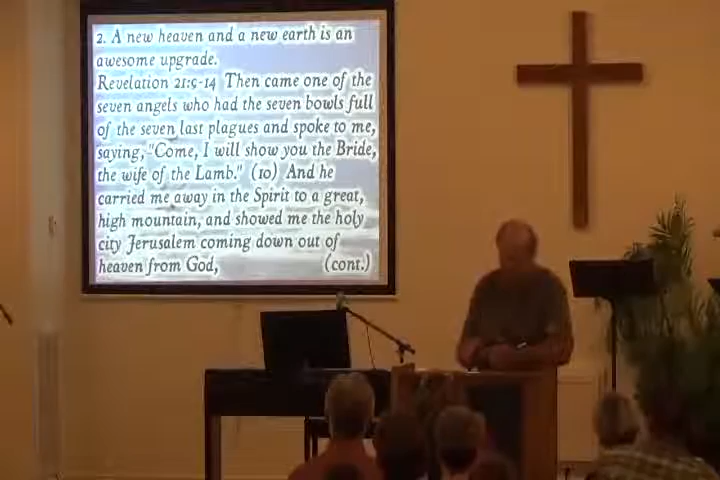 2. A new heaven and a new earth is an
awesome upgrade.
Revelation 21:9-14 Then came one of the
seven angels who had the seven bowls full
of the seven last plagues and spoke to me,
saying, "Come, I will show you the Bride,
the wife of the Lamb." (10) And he
carried me away in the Spirit to a great,
high mountain, and showed me the holy
city Jerusalem coming down out of
heaven from God, (cont.)